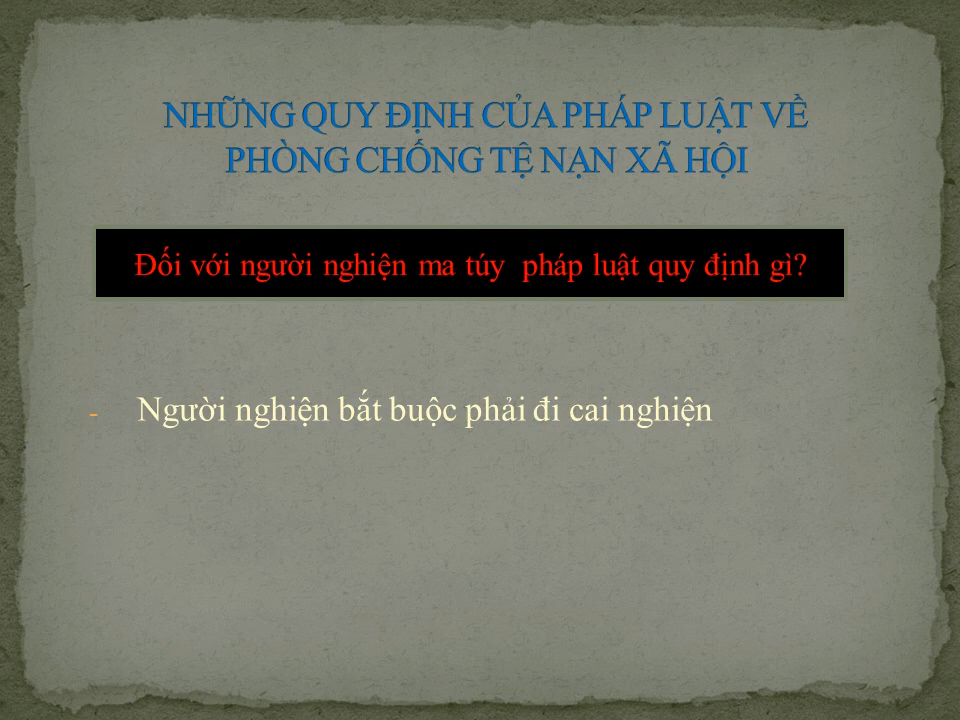 NHỮNG QUY ĐỊNH CỦA PHÁP LUẬT VỀ
PHÒNG CHỐNG TỆ NẠN XÃ HỘI
Đối với người nghiện ma túy pháp luật quy định gì?
- Người nghiện bắt buộc phải đi cai nghiện